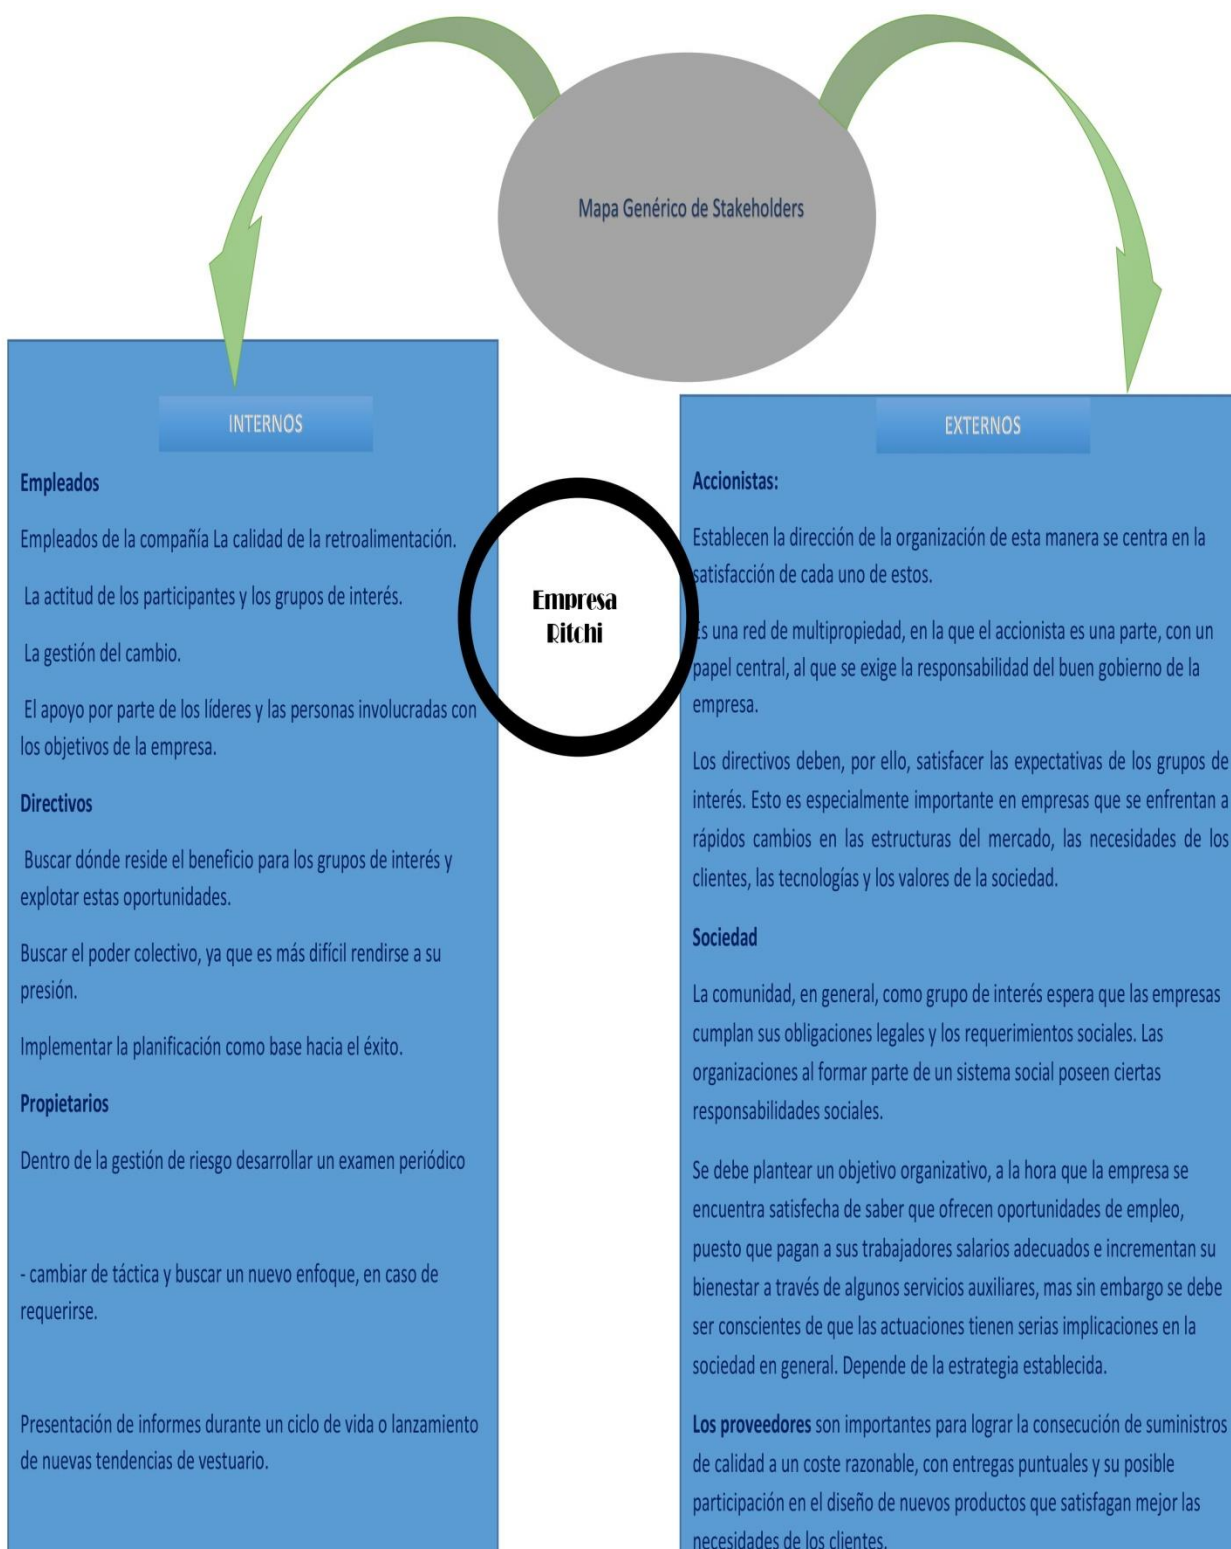 Mapa Genérico de Stakeholders
INTERNOS
Empleados
Empleados de la compañía La calidad de la retroalimentación.
La actitud de los participantes y los grupos de interés.
La gestión del cambio.
El apoyo por parte de los líderes y las personas involucradas con
los objetivos de la empresa.
Directivos
Buscar dónde reside el beneficio para los grupos de interés y
explotar estas oportunidades.
Buscar el poder colectivo, ya que es más difícil rendirse a su
presión.
Implementar la planificación como base hacia el éxito.
Propietarios
Dentro de la gestión de riesgo desarrollar un examen periódico
- cambiar de táctica y buscar un nuevo enfoque, en caso de
requerirse.
Presentación de informes durante un ciclo de vida o lanzamiento
de nuevas tendencias de vestuario.
Empresa
Ritchi
EXTERNOS
Accionistas:
Establecen la dirección de la organización de esta manera se centra en la
satisfacción de cada uno de estos.
Es una red de multipropiedad, en la que el accionista es una parte, con un
papel central, al que se exige la responsabilidad del buen gobierno de la
empresa.
Los directivos deben, por ello, satisfacer las expectativas de los grupos de
interés. Esto es especialmente importante en empresas que se enfrentan a
rápidos cambios en las estructuras del mercado, las necesidades de los
clientes, las tecnologías y los valores de la sociedad.
Sociedad
La comunidad, en general, como grupo de interés espera que las empresas
cumplan sus obligaciones legales y los requerimientos sociales. Las
organizaciones al formar parte de un sistema social poseen ciertas
responsabilidades sociales.
Se debe plantear un objetivo organizativo, a la hora que la empresa se
encuentra satisfecha de saber que ofrecen oportunidades de empleo,
puesto que pagan a sus trabajadores salarios adecuados e incrementan su
bienestar a través de algunos servicios auxiliares, mas sin embargo se debe
ser conscientes de que las actuaciones tienen serias implicaciones en la
sociedad en general. Depende de la estrategia establecida.
Los proveedores son importantes para lograr la consecución de suministros
de calidad a un coste razonable, con entregas puntuales y su posible
participación en el diseño de nuevos productos que satisfagan mejor las
necesidades de los clientes.